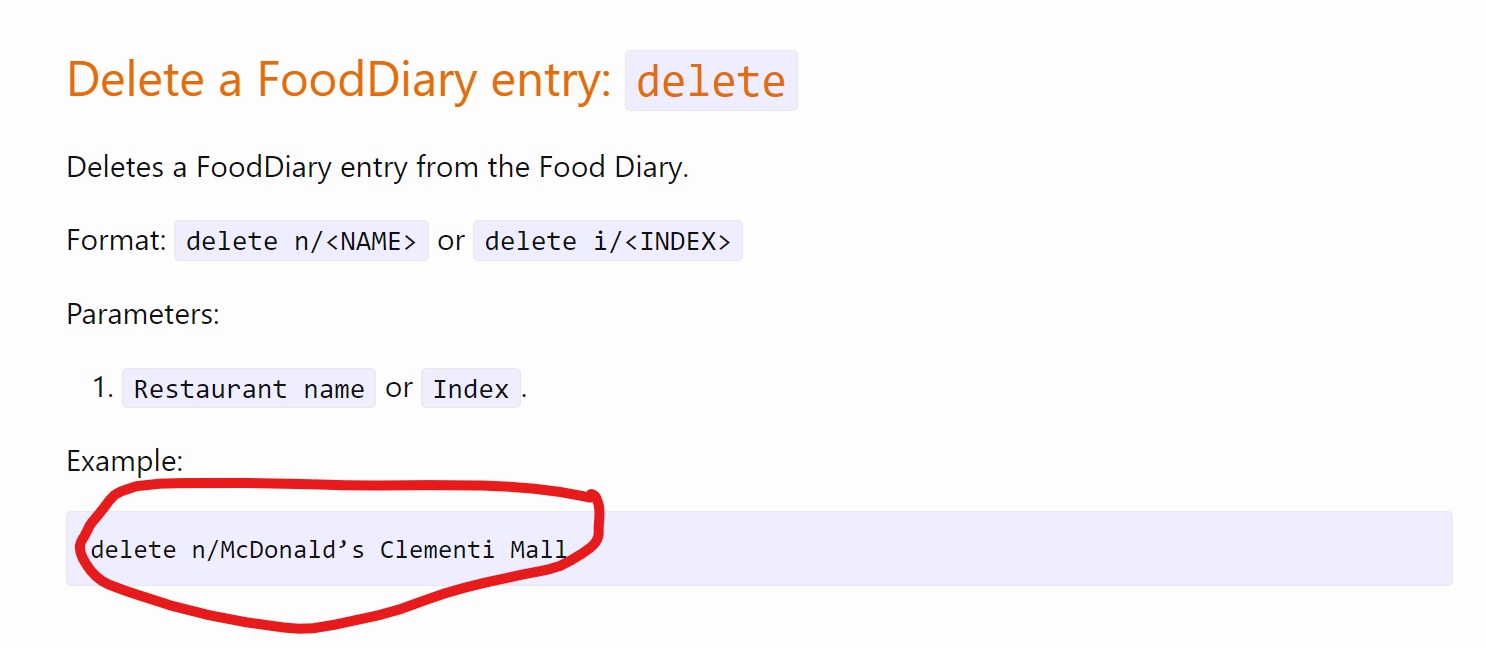 Delete a FoodDiary entry: delete
Deletes a FoodDiary entry from the Food Diary.
Format: delete n/<NAME> or delete i/<INDEX>
Parameters:
1. Restaurant name or Index.
Example:
delete n/McDonald’s Clementi Mall